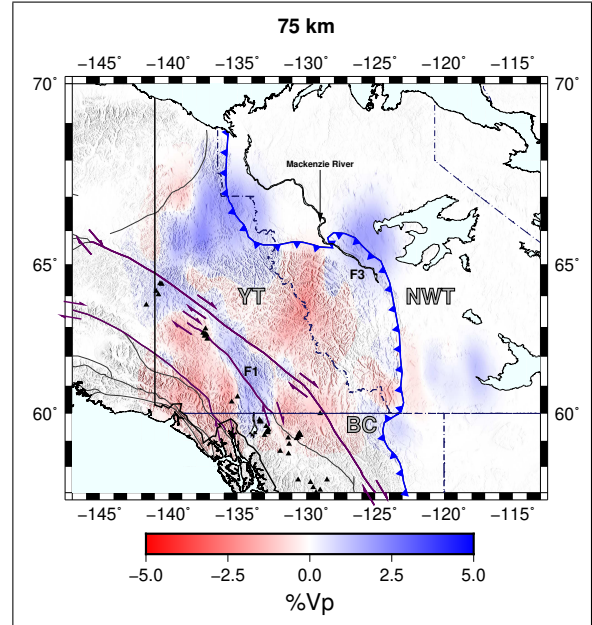 75 km
−145˚ −140˚ −135˚ −130˚ −125˚ −120˚ −115˚
70˚ 70˚
Mackenzie River
65˚ 65˚
F3
YT NWT
F1
60˚ 60˚
BC
−145˚ −140˚ −135˚ −130˚ −125˚ −120˚ −115˚
−5.0 −2.5 0.0 2.5 5.0
%Vp